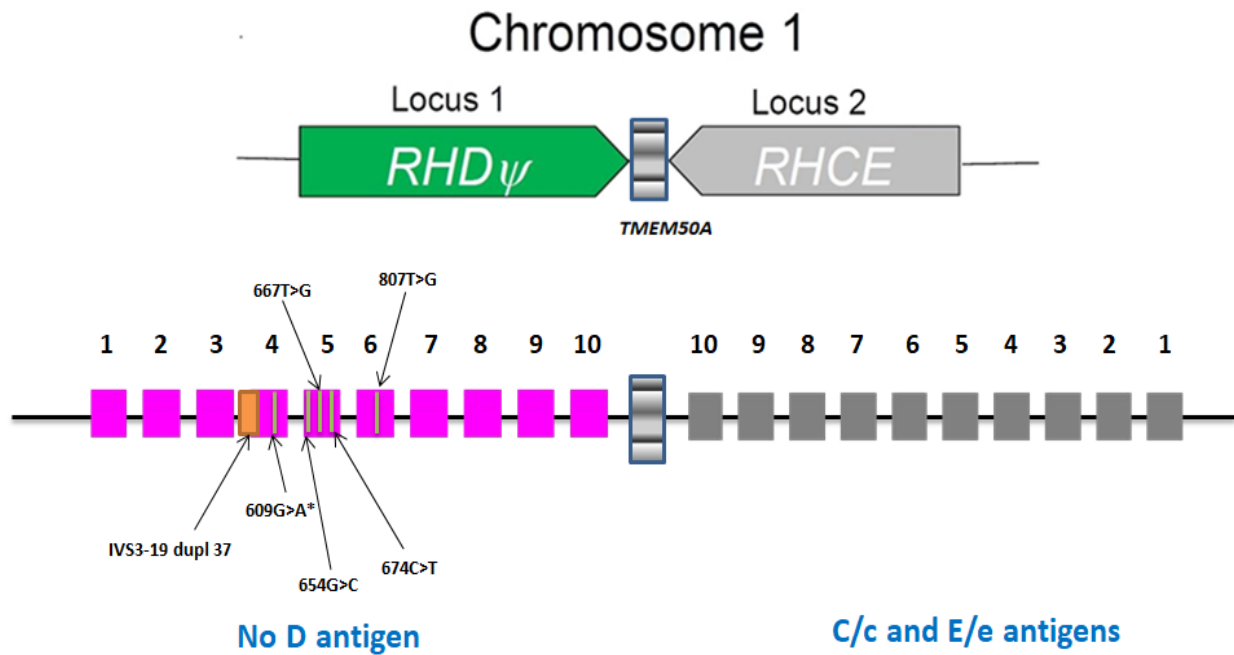 Chromosome 1
Locus 1 Locus 2
RHDψ RHCE
TMEM50A
667T>G 807T>G
1 2 3 4 5 6 7 8 9 10 10 9 8 7 6 5 4 3 2 1
609G>A*
IVS3-19 dupl 37
654G>C
674C>T
No D antigen
C/c and E/e antigens